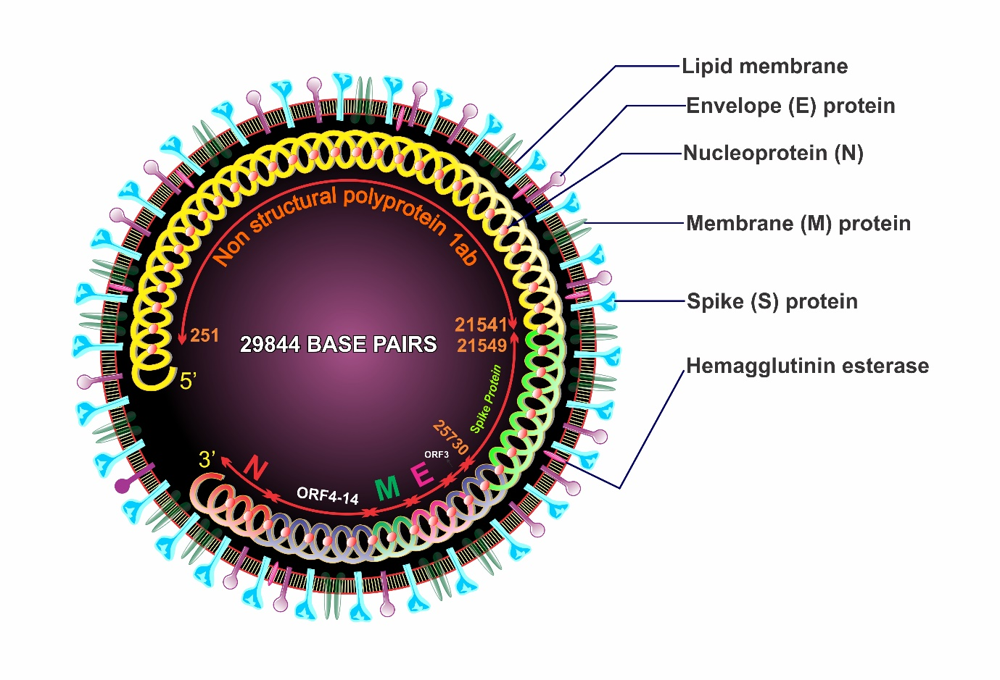 Lipid membrane
Envelope (E) protein
Nucleoprotein (N)
Membrane (M) protein
Spike (S) protein
Hemagglutinin esterase
Non structural polyprotein 1ab
251
29844 BASE PAIRS
21541
21549
5’
Spike Protein
25730
ORF3
3’
N
ORF4-14
M
E